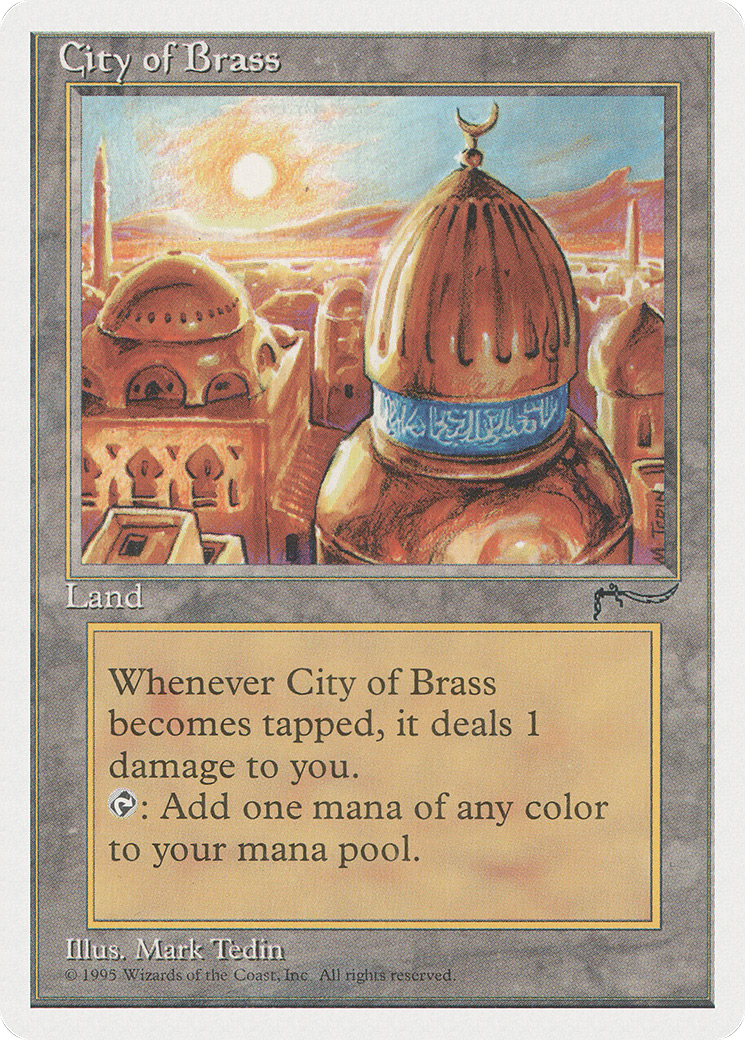 City of Brass
M TEDIN
Land
Whenever City of Brass
becomes tapped, it deals 1
damage to you.
: Add one mana of any color
to your mana pool.
Illus. Mark Tedin
© 1995 Wizards of the Coast, Inc. All rights reserved.